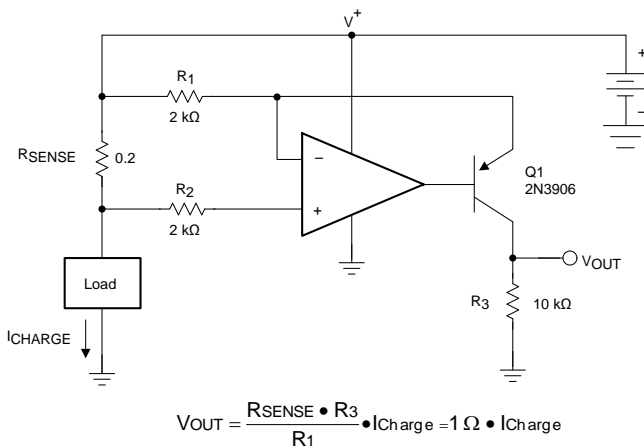 V+
+
R1
2 kΩ
−
RSENSE
0.2
−
Q1
2N3906
R2
2 kΩ
+
Load
VOUT
R3
10 kΩ
ICHARGE
VOUT = RSENSE • R3 / R1 • ICharge = 1 Ω • ICharge